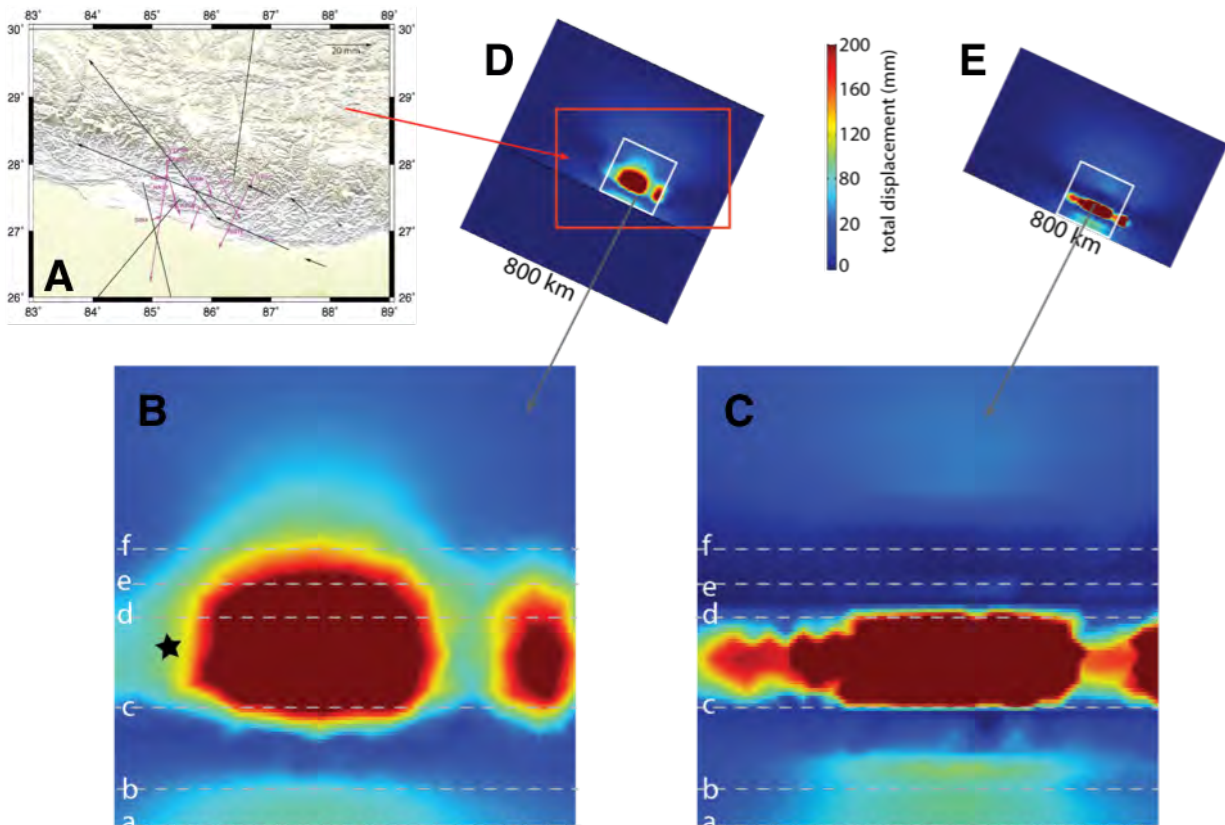 83° 84° 85° 86° 87° 88° 89°
30° 30°
20 mm
29° 29°
28° 28°
27° 27°
26° 26°
A
83° 84° 85° 86° 87° 88° 89°
D
800 km
200
160
120
80
20
0
total displacement (mm)
E
800 km
B
f
e
d
c
b
a
C
f
e
d
c
b
a